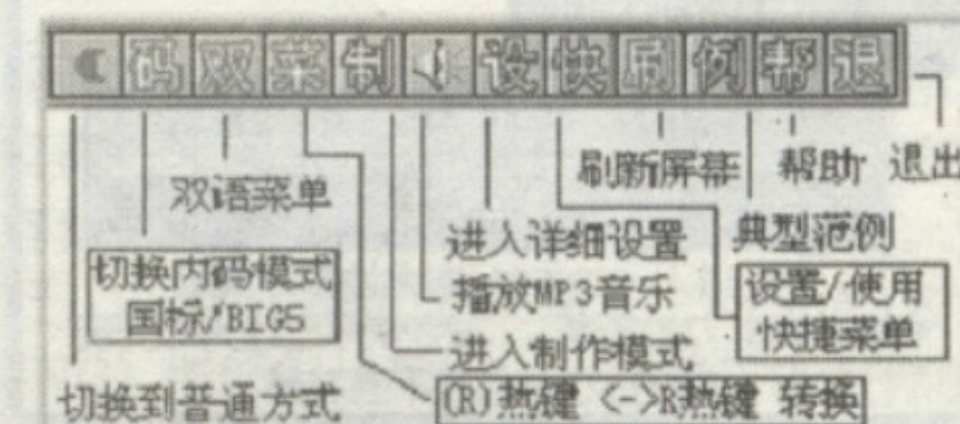 码 双 菜 制 设 快 刷 例 帮 退
双语菜单
刷新屏幕 帮助 退出
切换内码模式
国标/BIG5
进入详细设置
典型范例
播放MP3音乐
设置/使用
快捷菜单
进入制作模式
切换到普通方式
(R)热键 <->R热键 转换